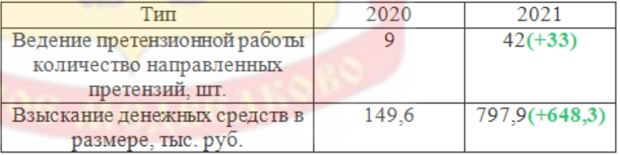 Тип 2020 2021
Ведение претензионной работы 9 42(+33)
количество направленных
претензий, шт.
Взыскание денежных средств в 149,6 797,9(+648,3)
размере, тыс. руб.